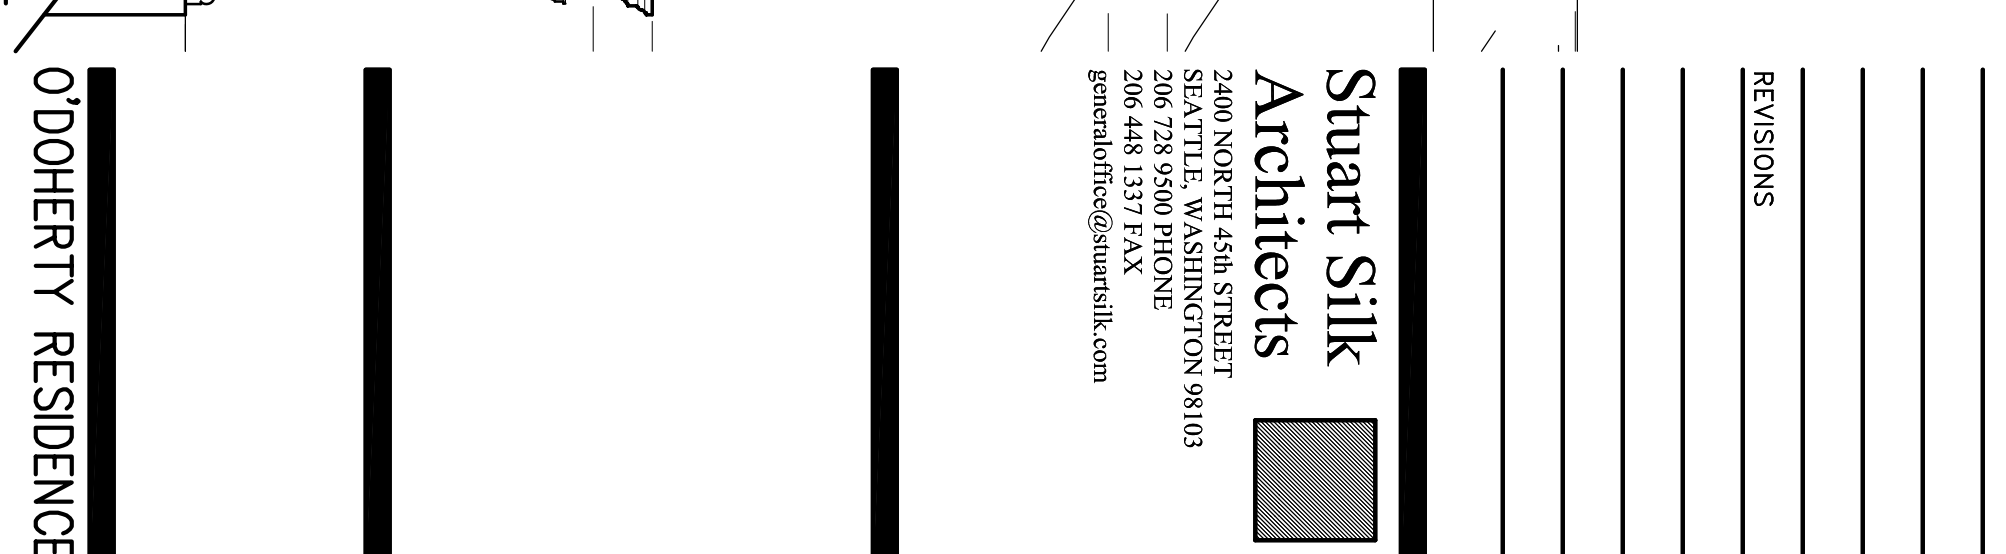 REVISIONS
Stuart Silk
Architects
2400 NORTH 45th STREET
SEATTLE, WASHINGTON 98103
206 728 9500 PHONE
206 448 1337 FAX
generaloffice@stuartsilk.com
O'DOHERTY RESIDENCE